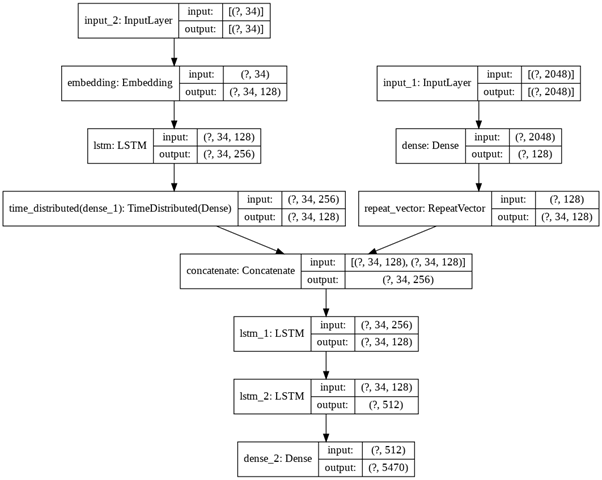 input_2: InputLayer
input: [(?, 34)]
output: [(?, 34)]
embedding: Embedding
input: (?, 34)
output: (?, 34, 128)
input_1: InputLayer
input: [(?, 2048)]
output: [(?, 2048)]
lstm: LSTM
input: (?, 34, 128)
output: (?, 34, 256)
dense: Dense
input: (?, 2048)
output: (?, 128)
time_distributed(dense_1): TimeDistributed(Dense)
input: (?, 34, 256)
output: (?, 34, 128)
repeat_vector: RepeatVector
input: (?, 128)
output: (?, 34, 128)
concatenate: Concatenate
input: [(?, 34, 128), (?, 34, 128)]
output: (?, 34, 256)
lstm_1: LSTM
input: (?, 34, 256)
output: (?, 34, 128)
lstm_2: LSTM
input: (?, 34, 128)
output: (?, 512)
dense_2: Dense
input: (?, 512)
output: (?, 5470)